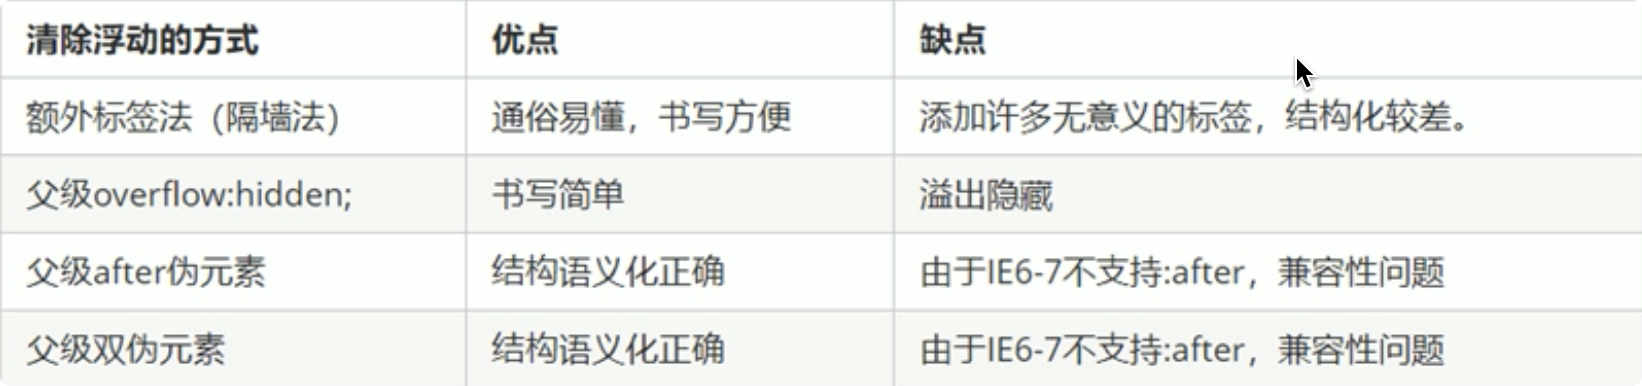 清除浮动的方式 优点 缺点
额外标签法（隔墙法） 通俗易懂，书写方便 添加许多无意义的标签，结构化较差。
父级overflow:hidden; 书写简单 溢出隐藏
父级after伪元素 结构语义化正确 由于IE6-7不支持:after，兼容性问题
父级双伪元素 结构语义化正确 由于IE6-7不支持:after，兼容性问题